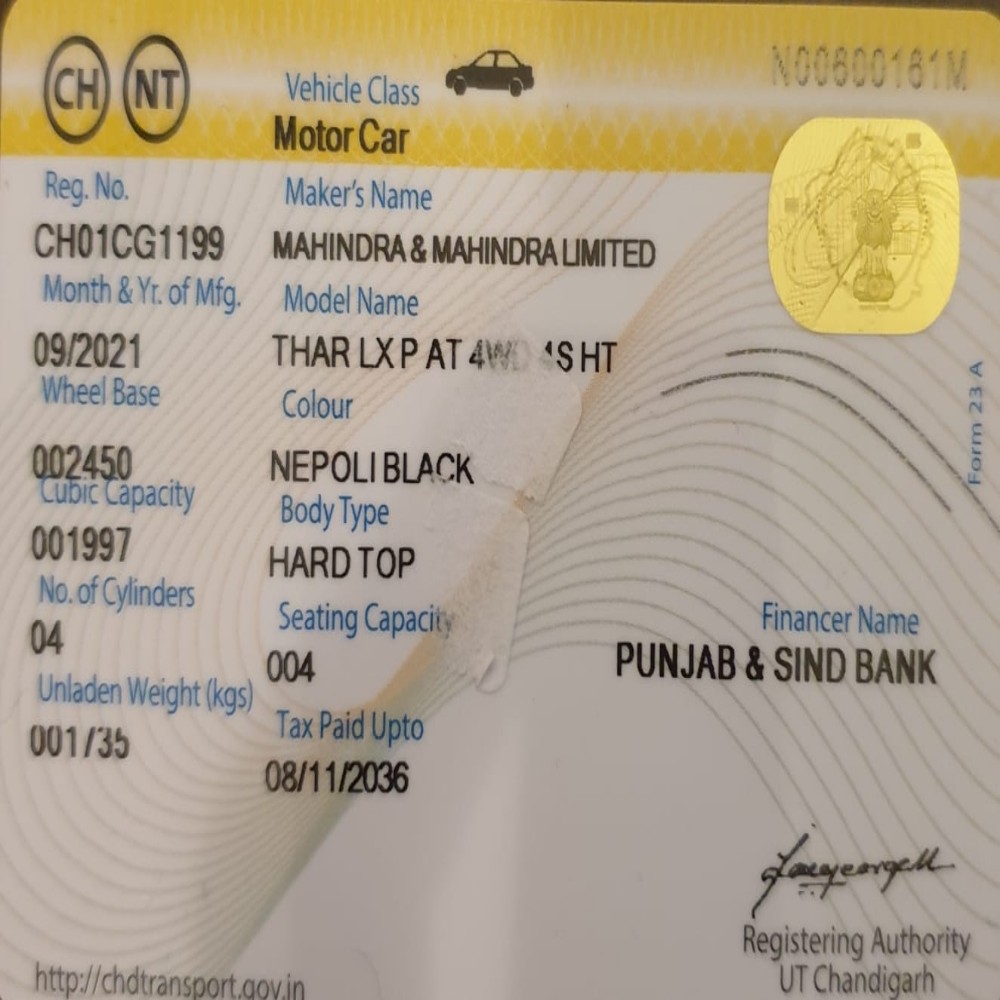 CH NT
Vehicle Class
N00600161M
Motor Car
Reg. No.
Maker's Name
CH01CG1199
MAHINDRA & MAHINDRA LIMITED
Month & Yr. of Mfg.
Model Name
09/2021
THAR LX P AT 4WD 4S HT
Wheel Base
Colour
Form 23 A
002450
NEPOLI BLACK
Cubic Capacity
Body Type
001997
HARD TOP
No. of Cylinders
Seating Capacity
Financer Name
04
004
PUNJAB & SIND BANK
Unladen Weight (kgs)
Tax Paid Upto
001735
08/11/2036
Registering Authority
UT Chandigarh
http://chdtransport.gov.in